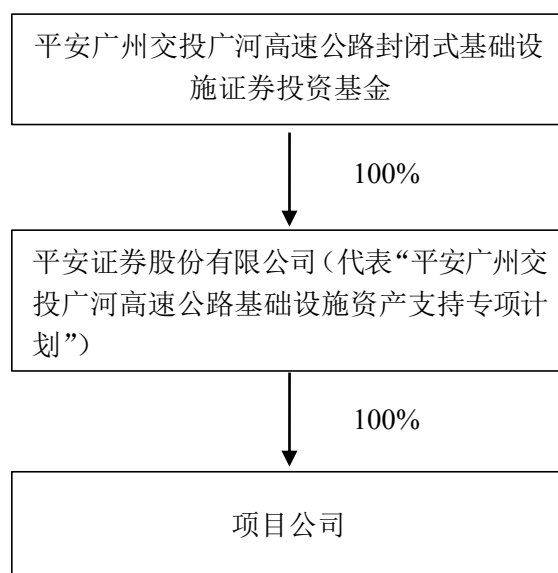 平安广州交投广河高速公路封闭式基础设
施证券投资基金
100%
平安证券股份有限公司（代表“平安广州交
投广河高速公路基础设施资产支持专项计
划”）
100%
项目公司